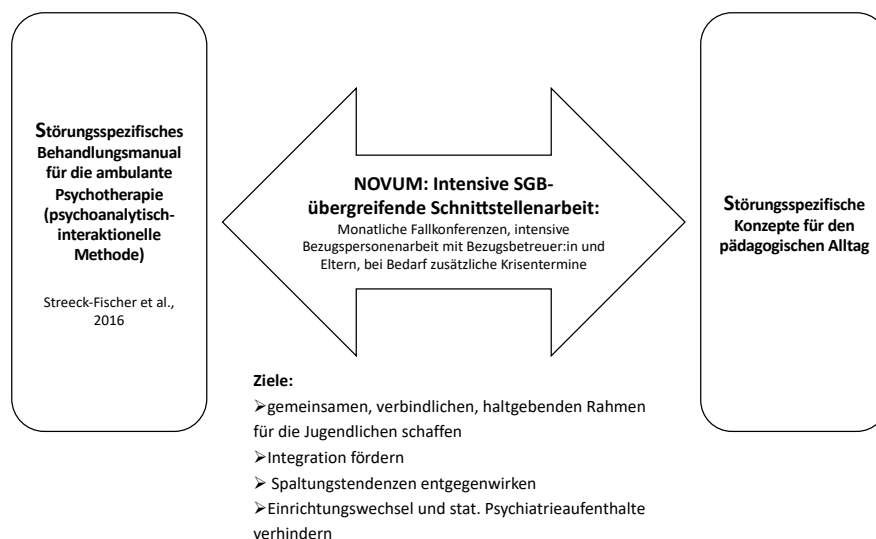 Störungsspezifisches
Behandlungsmanual
für die ambulante
Psychotherapie
(psychoanalytisch-
interaktionelle
Methode)
Streeck-Fischer et al.,
2016
NOVUM: Intensive SGB-
übergreifende Schnittstellenarbeit:
Monatliche Fallkonferenzen, intensive
Bezugspersonenarbeit mit Bezugsbetreuer:in und
Eltern, bei Bedarf zusätzliche Krisentermine
Störungsspezifische
Konzepte für den
pädagogischen Alltag
Ziele:
➢gemeinsamen, verbindlichen, haltgebenden Rahmen
für die Jugendlichen schaffen
➢Integration fördern
➢ Spaltungstendenzen entgegenwirken
➢Einrichtungswechsel und stat. Psychiatrieaufenthalte
verhindern